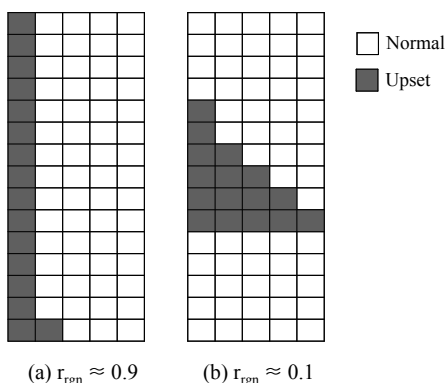 Normal
Upset
(a) r_rgn ≈ 0.9
(b) r_rgn ≈ 0.1